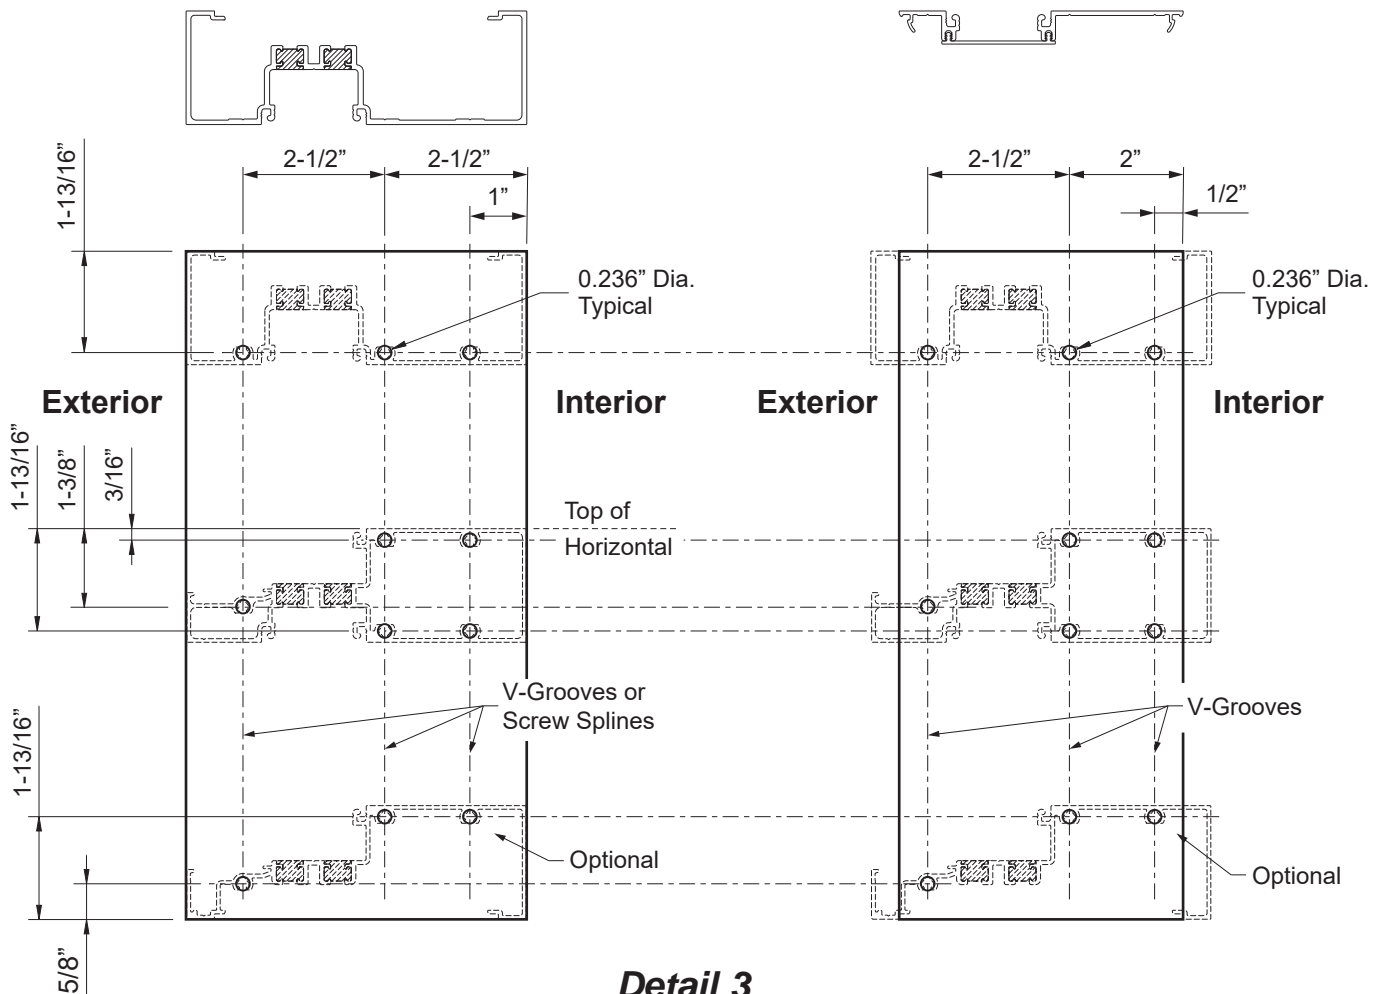 2-1/2”
2-1/2”
1”
1-13/16”
2-1/2”
2”
1/2”
0.236” Dia.
Typical
0.236” Dia.
Typical
Exterior
Interior
Exterior
Interior
1-13/16”
1-3/8”
3/16”
Top of
Horizontal
V-Grooves or
Screw Splines
V-Grooves
1-13/16”
Optional
Optional
5/8”
Detail 3